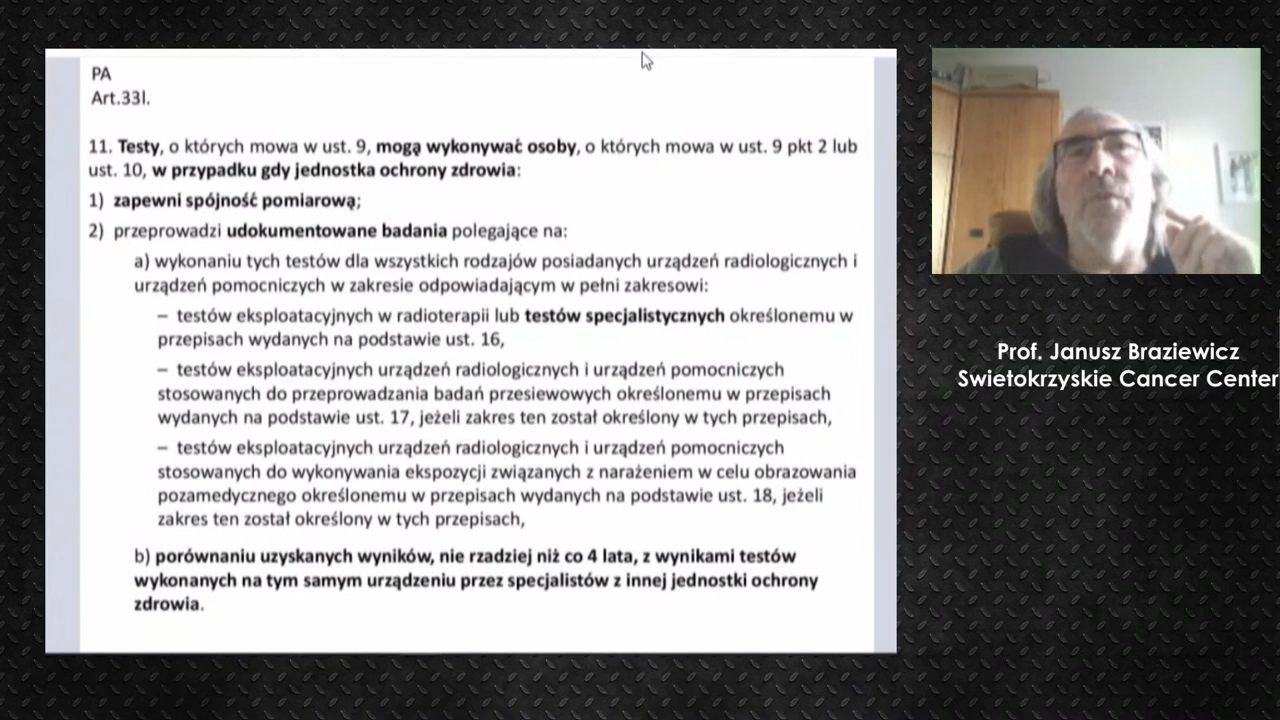 PA
Art.33l.
11. Testy, o których mowa w ust. 9, mogą wykonywać osoby, o których mowa w ust. 9 pkt 2 lub
ust. 10, w przypadku gdy jednostka ochrony zdrowia:
1) zapewni spójność pomiarową;
2) przeprowadzi udokumentowane badania polegające na:
a) wykonaniu tych testów dla wszystkich rodzajów posiadanych urządzeń radiologicznych i
urządzeń pomocniczych w zakresie odpowiadającym w pełni zakresowi:
– testów eksploatacyjnych w radioterapii lub testów specjalistycznych określonemu w
przepisach wydanych na podstawie ust. 16,
– testów eksploatacyjnych urządzeń radiologicznych i urządzeń pomocniczych
stosowanych do przeprowadzania badań przesiewowych określonemu w przepisach
wydanych na podstawie ust. 17, jeżeli zakres ten został określony w tych przepisach,
– testów eksploatacyjnych urządzeń radiologicznych i urządzeń pomocniczych
stosowanych do wykonywania ekspozycji związanych z narażeniem w celu obrazowania
pozamedycznego określonemu w przepisach wydanych na podstawie ust. 18, jeżeli
zakres ten został określony w tych przepisach,
b) porównaniu uzyskanych wyników, nie rzadziej niż co 4 lata, z wynikami testów
wykonanych na tym samym urządzeniu przez specjalistów z innej jednostki ochrony
zdrowia.
Prof. Janusz Braziewicz
Swietokrzyskie Cancer Center